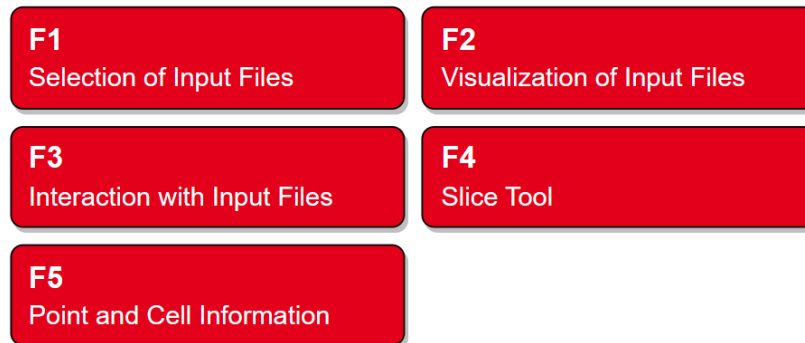 F1
Selection of Input Files
F2
Visualization of Input Files
F3
Interaction with Input Files
F4
Slice Tool
F5
Point and Cell Information